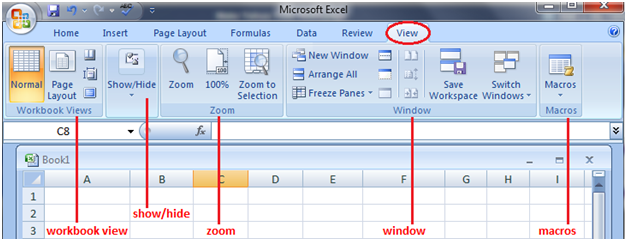 Microsoft Excel
Home Insert Page Layout Formulas Data Review View
Normal Page Layout Show/Hide Zoom 100% Zoom to Selection New Window Arrange All Freeze Panes Save Workspace Switch Windows Macros
Workbook Views Zoom Window Macros
C8 fx
Book1
A B C D E F G H I
1
2
show/hide
3 workbook view zoom window macros